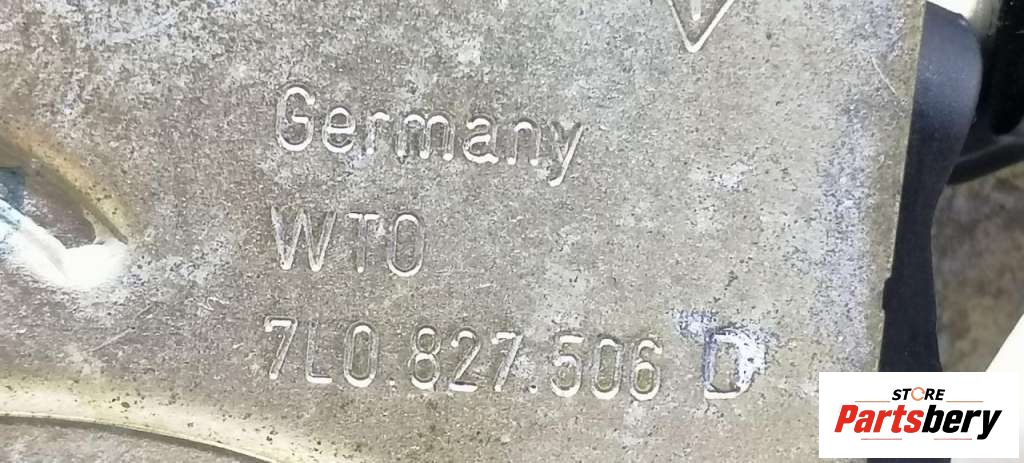 Germany
WTO
7L0.827.506 D
STORE
Partsbery